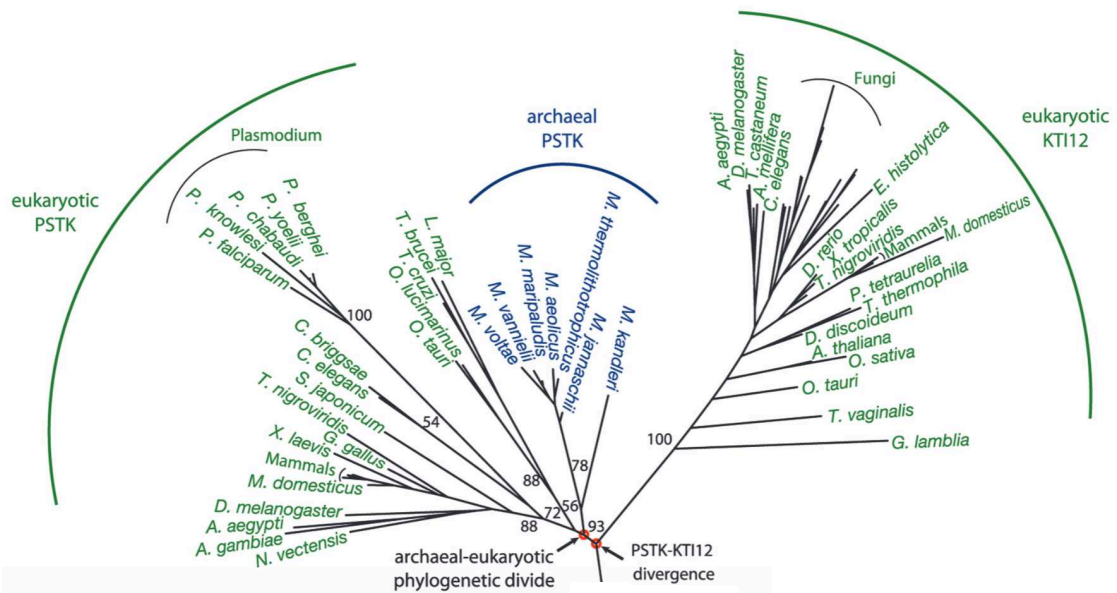 eukaryotic
PSTK
Plasmodium
P. berghei
P. yoelii
P. chabaudi
P. knowlesi
P. falciparum
100
C. briggsae
C. elegans
S. japonicum
54
T. nigroviridis
G. gallus
X. laevis
Mammals
M. domesticus
D. melanogaster
A. aegypti
A. gambiae
N. vectensis
L. major
T. brucei
T. cruzi
O. lucimarinus
O. tauri
88
72
88
archaeal
PSTK
M. thermolithotrophicus
M. aeolicus
M. maripaludis
M. vannielii
M. voltae
M. jannaschii
M. kandleri
78
56
93
archaeal-eukaryotic
phylogenetic divide
PSTK-KTI12
divergence
eukaryotic
KTI12
Fungi
A. aegypti
D. melanogaster
T. castaneum
A. mellifera
C. elegans
E. histolytica
D. rerio
X. tropicalis
T. nigroviridis
Mammals
M. domesticus
P. tetraurelia
T. thermophila
D. discoideum
A. thaliana
O. sativa
O. tauri
T. vaginalis
G. lamblia
100